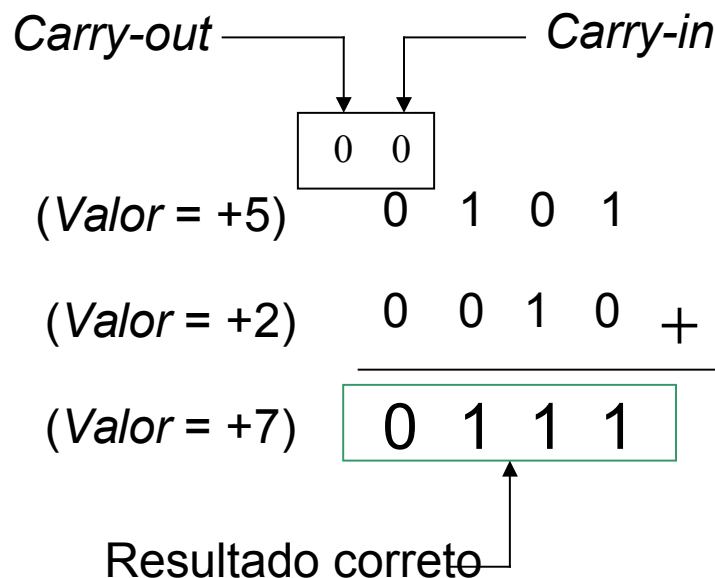 Carry-out Carry-in
0 0
(Valor = +5) 0 1 0 1
(Valor = +2) 0 0 1 0 +
(Valor = +7) 0 1 1 1
Resultado correto